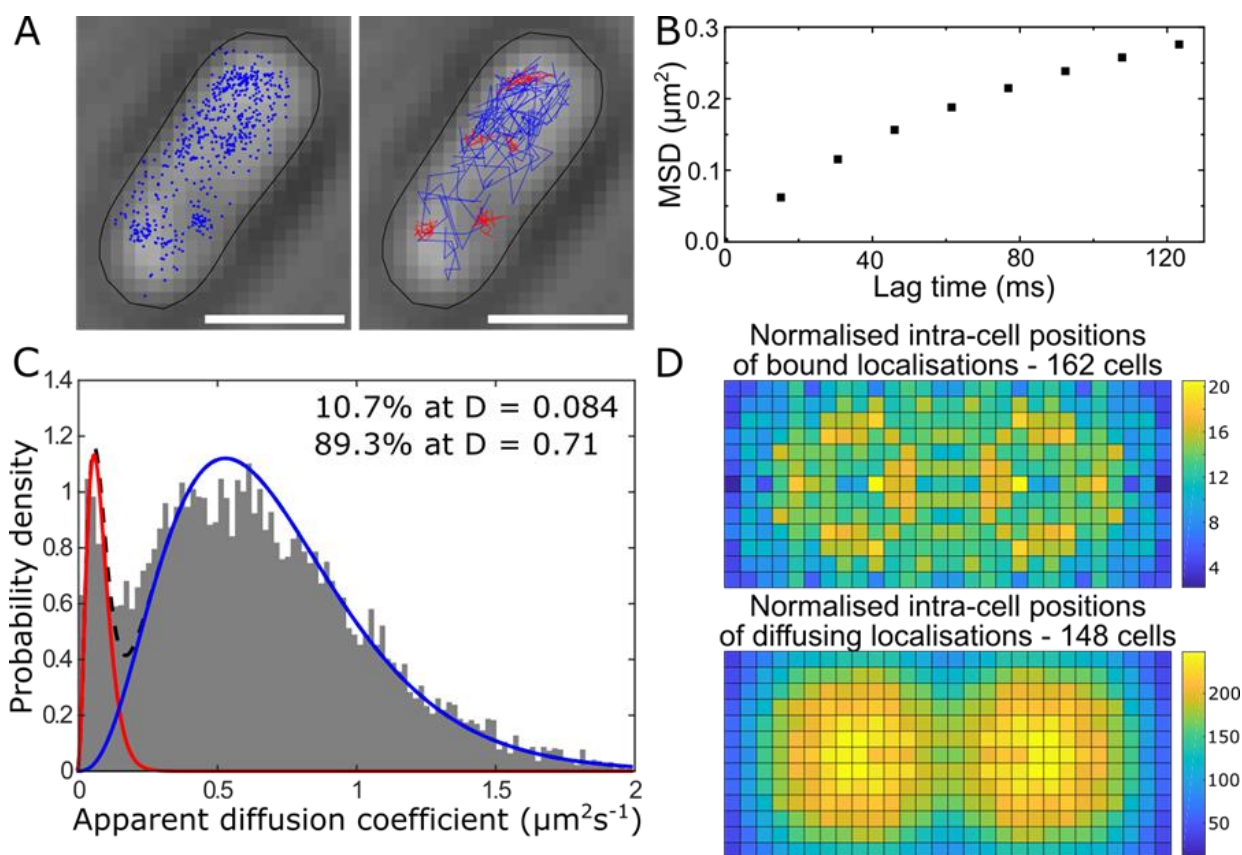 A
B
0.3
0.2
0.1
0.0
MSD (µm²)
0
40
80
120
Lag time (ms)
C
1.4
1.2
1
0.8
0.6
0.4
0.2
0
Probability density
10.7% at D = 0.084
89.3% at D = 0.71
0
0.5
1
1.5
2
Apparent diffusion coefficient (µm²s⁻¹)
D
Normalised intra-cell positions
of bound localisations - 162 cells
20
16
12
8
4
Normalised intra-cell positions
of diffusing localisations - 148 cells
200
150
100
50